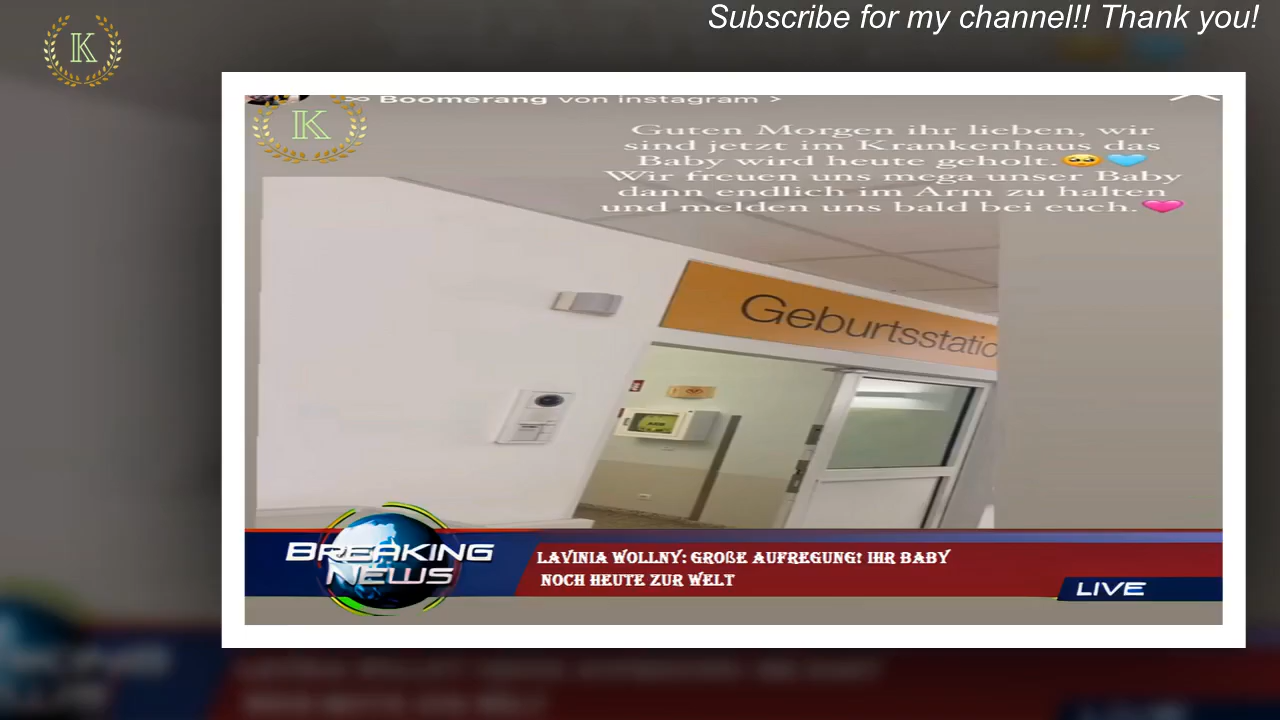 Subscribe for my channel!! Thank you!
K
K
Boomerang von Instagram >
Guten Morgen ihr lieben, wir
sind jetzt im Krankenhaus das
Baby wird heute geholt.🥺🩵
Wir freuen uns mega unser Baby
dann endlich im Arm zu halten
und melden uns bald bei euch.🩷
Geburtsstatio
AED
BREAKING
NEWS
LAVINIA WOLLNY: GROßE AUFREGUNG! IHR BABY
NOCH HEUTE ZUR WELT
LIVE